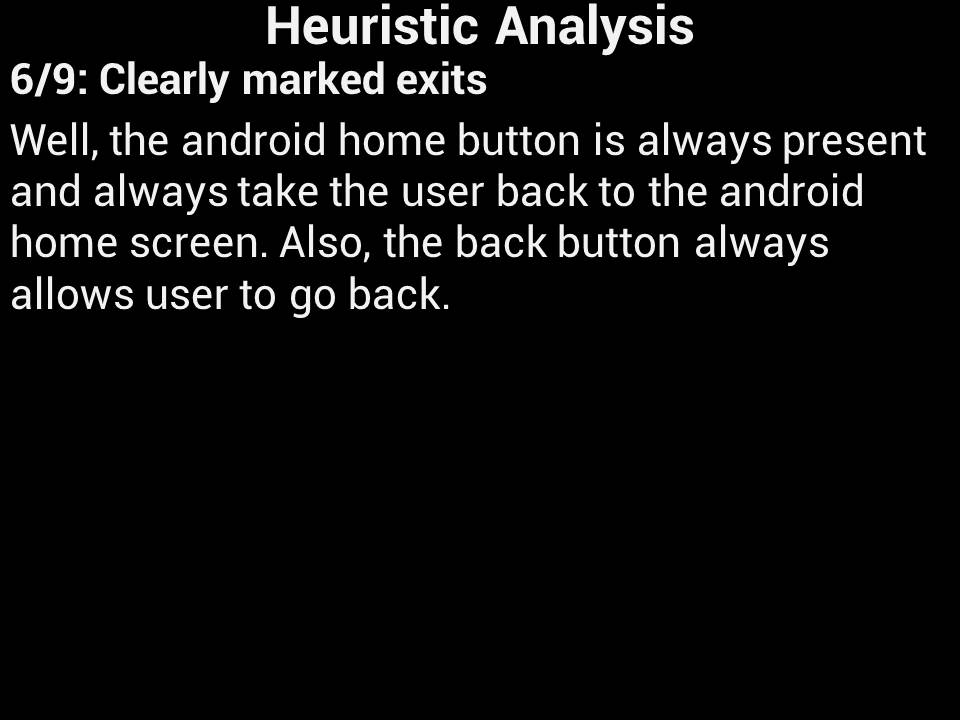 Heuristic Analysis
6/9: Clearly marked exits
Well, the android home button is always present
and always take the user back to the android
home screen. Also, the back button always
allows user to go back.